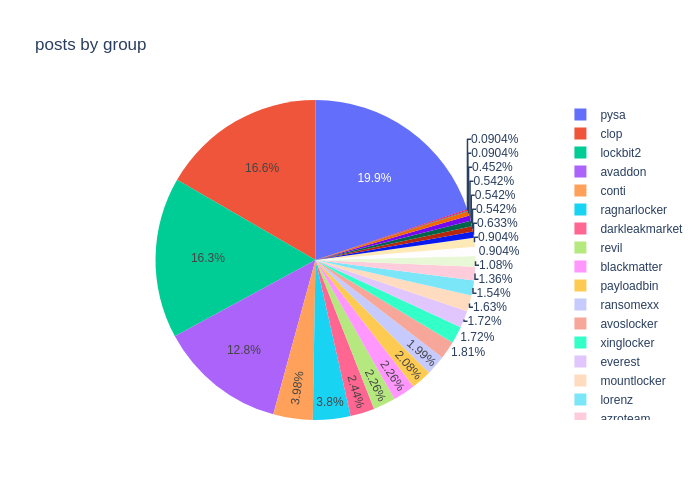 posts by group
19.9%
16.6%
16.3%
12.8%
3.98%
3.8%
2.44%
2.26%
2.26%
2.08%
1.99%
1.81%
1.72%
1.72%
1.63%
1.54%
1.36%
1.08%
0.904%
0.904%
0.633%
0.542%
0.542%
0.542%
0.452%
0.0904%
0.0904%
pysa
clop
lockbit2
avaddon
conti
ragnarlocker
darkleakmarket
revil
blackmatter
payloadbin
ransomexx
avoslocker
xinglocker
everest
mountlocker
lorenz
azroteam